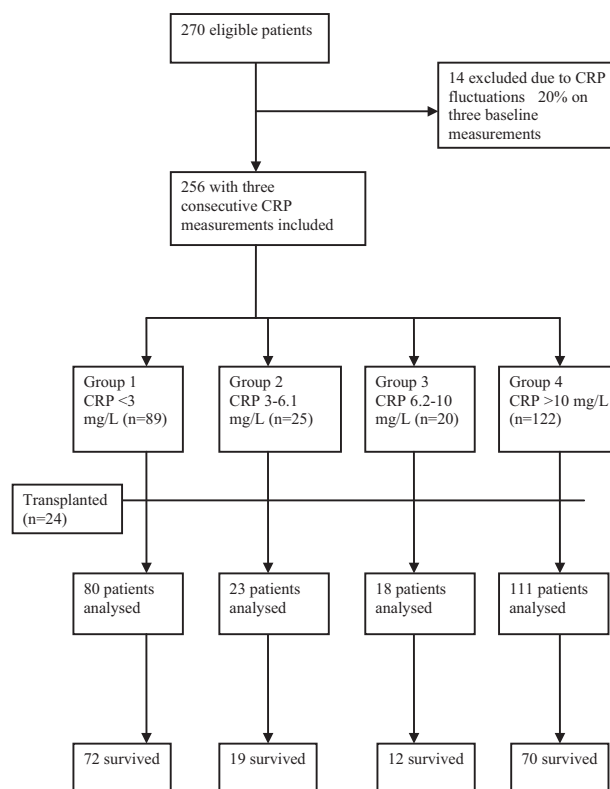 270 eligible patients
14 excluded due to CRP
fluctuations 20% on
three baseline
measurements
256 with three
consecutive CRP
measurements included
Group 1
CRP <3
mg/L (n=89)
Group 2
CRP 3-6.1
mg/L (n=25)
Group 3
CRP 6.2-10
mg/L (n=20)
Group 4
CRP >10 mg/L
(n=122)
Transplanted
(n=24)
80 patients
analysed
23 patients
analysed
18 patients
analysed
111 patients
analysed
72 survived
19 survived
12 survived
70 survived